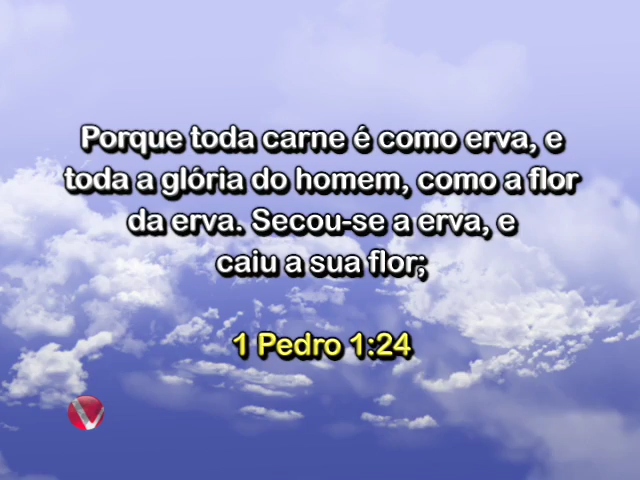 Porque toda carne é como erva, e
toda a glória do homem, como a flor
da erva. Secou-se a erva, e
caiu a sua flor;
1 Pedro 1:24
V